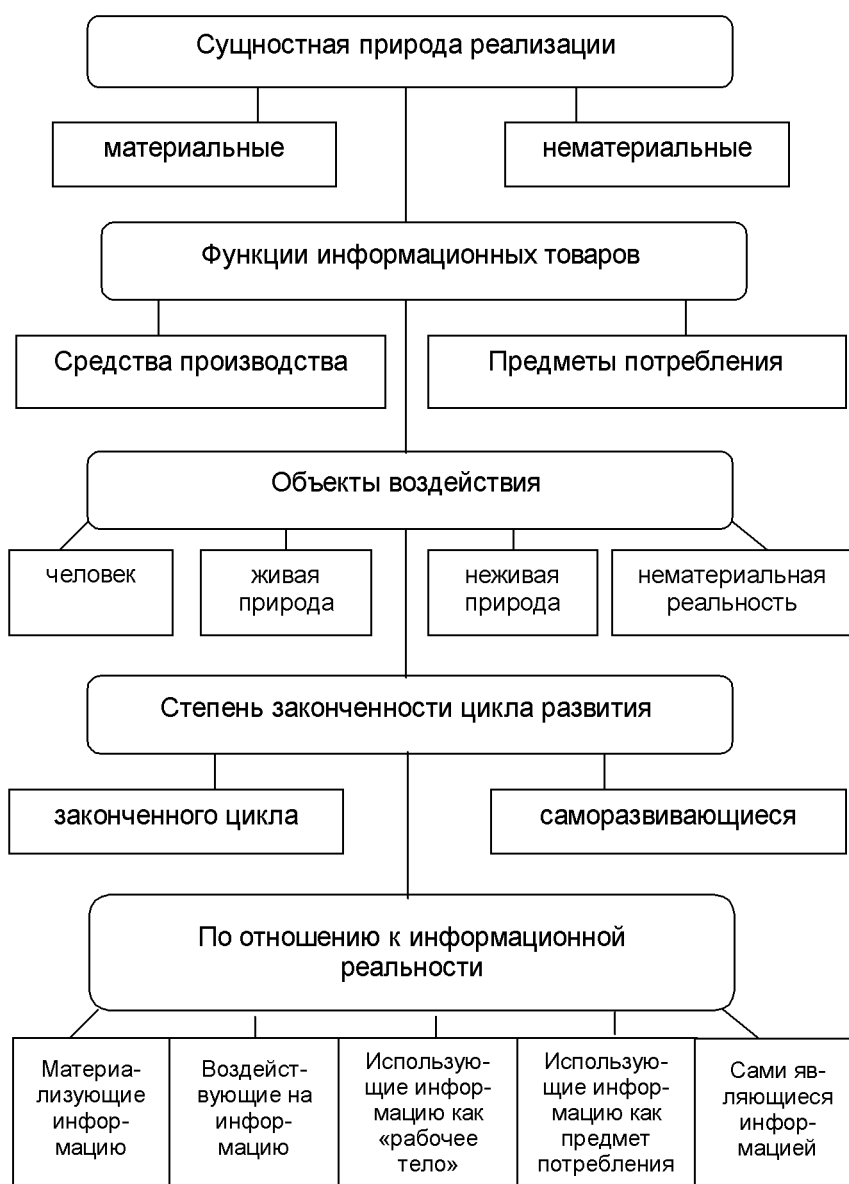 Сущностная природа реализации
материальные
нематериальные
Функции информационных товаров
Средства производства
Предметы потребления
Объекты воздействия
человек
живая
природа
неживая
природа
нематериальная
реальность
Степень законченности цикла развития
законченного цикла
саморазвивающиеся
По отношению к информационной
реальности
Материа-
лизующие
инфор-
мацию
Воздейст-
вующие на
инфор-
мацию
Использую-
щие инфор-
мацию как
«рабочее
тело»
Использую-
щие инфор-
мацию как
предмет
потребления
Сами яв-
ляющиеся
инфор-
мацией